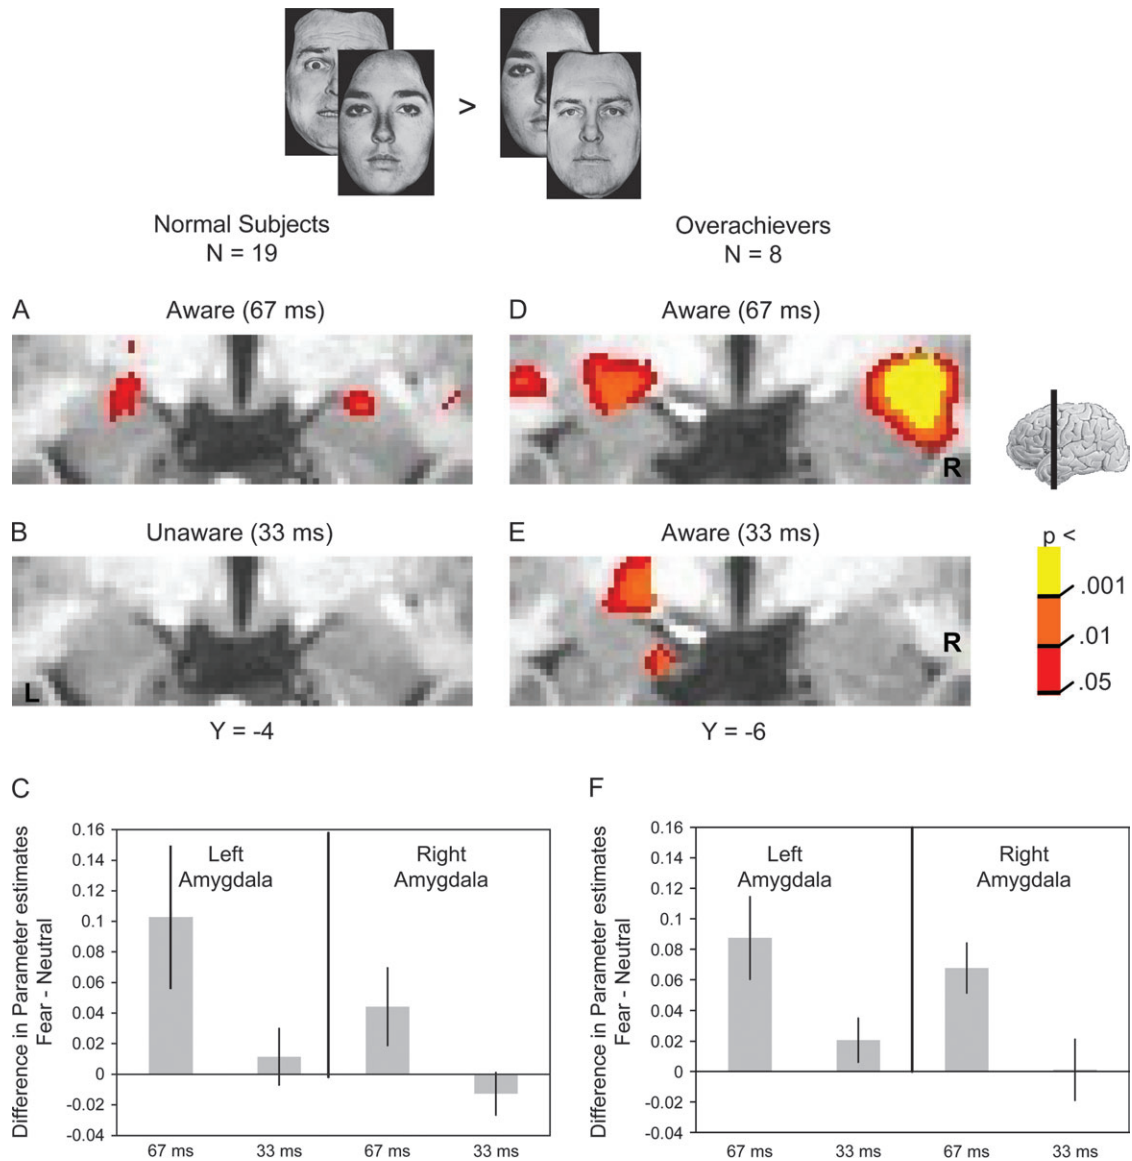 >
Normal Subjects
N = 19
Overachievers
N = 8
A
Aware (67 ms)
D
Aware (67 ms)
R
B
Unaware (33 ms)
L
Y = -4
E
Aware (33 ms)
R
Y = -6
p <
.001
.01
.05
C
Difference in Parameter estimates
Fear - Neutral
0.16
0.14
0.12
0.1
0.08
0.06
0.04
0.02
0
-0.02
-0.04
Left
Amygdala
Right
Amygdala
67 ms
33 ms
67 ms
33 ms
F
Difference in Parameter estimates
Fear - Neutral
0.16
0.14
0.12
0.1
0.08
0.06
0.04
0.02
0
-0.02
-0.04
Left
Amygdala
Right
Amygdala
67 ms
33 ms
67 ms
33 ms